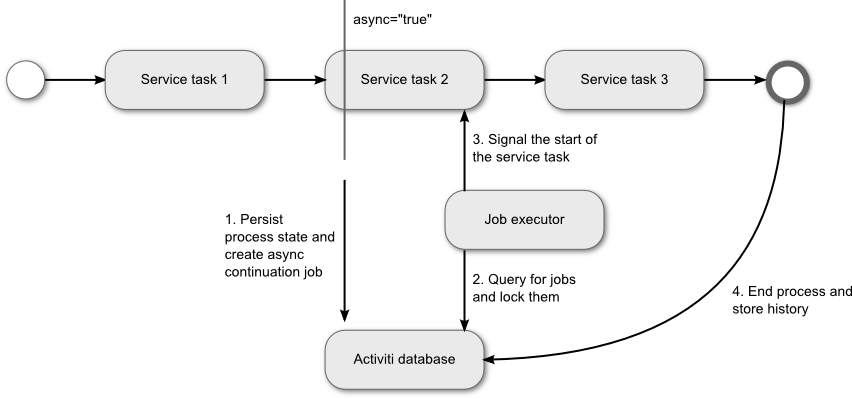 async="true"
Service task 1
Service task 2
Service task 3
3. Signal the start of
the service task
1. Persist
process state and
create async
continuation job
Job executor
2. Query for jobs
and lock them
4. End process and
store history
Activiti database